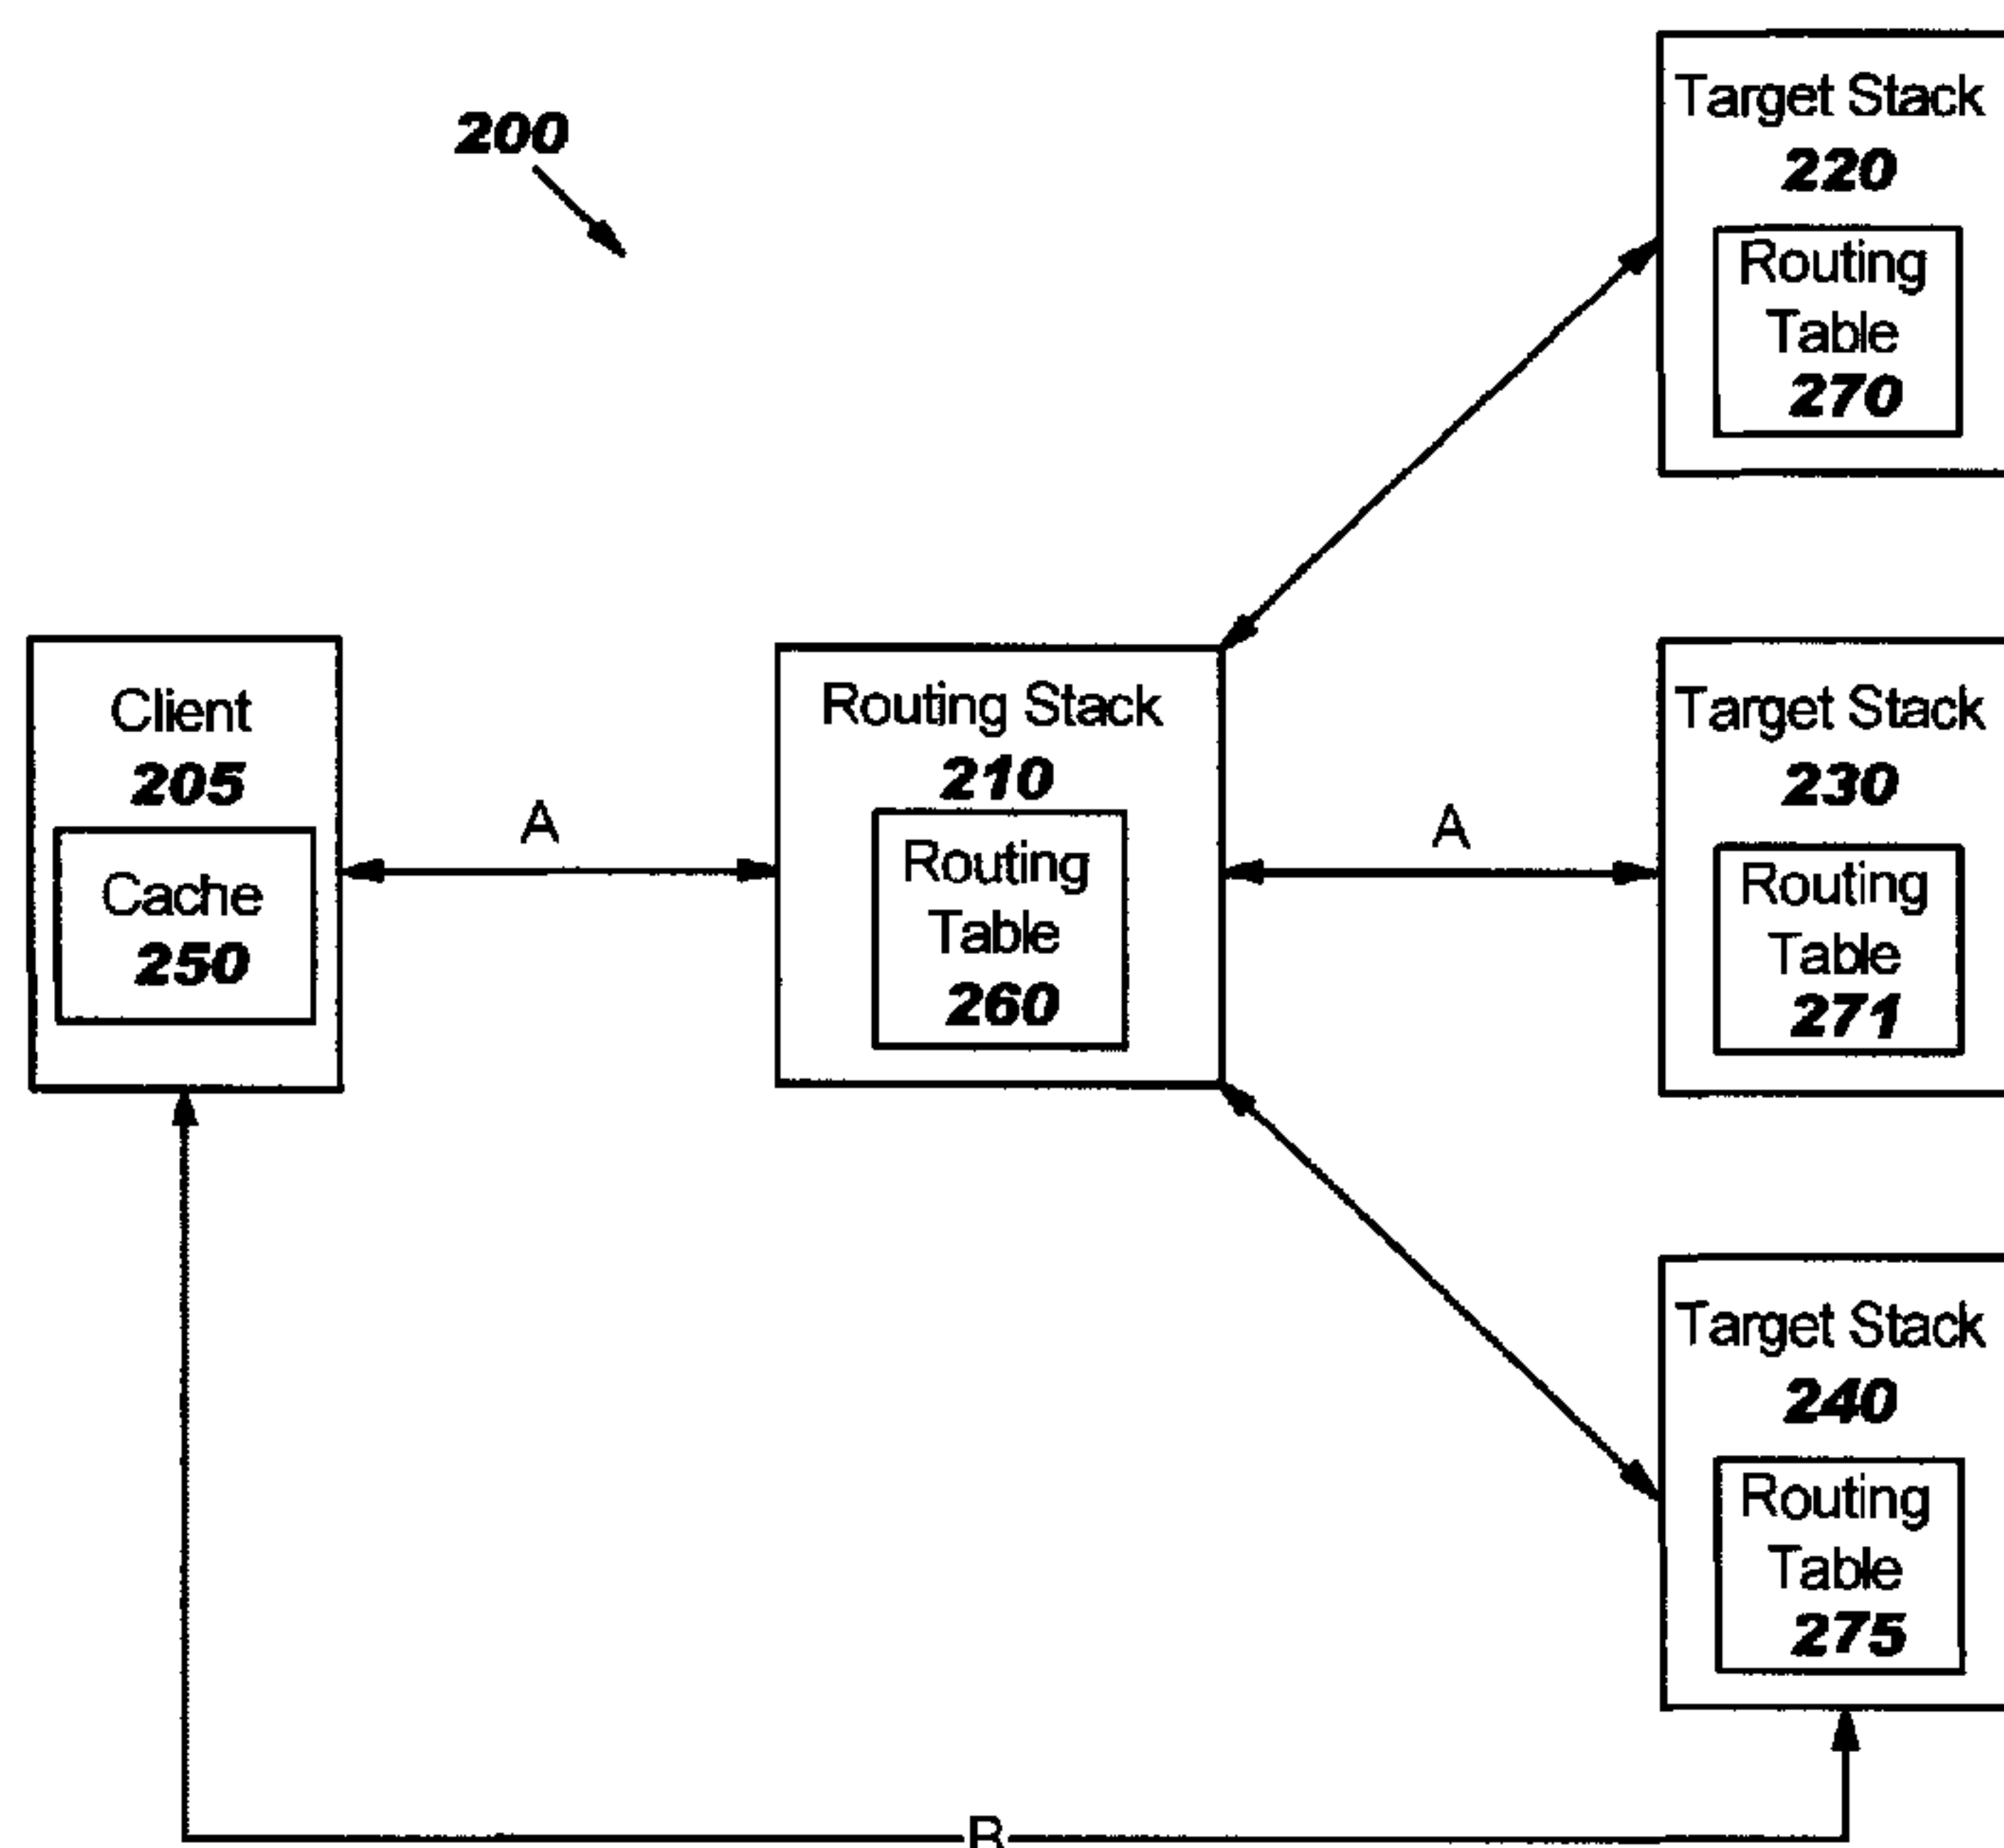 200
Target Stack
220
Routing
Table
270
Client
205
Cache
250
A
Routing Stack
210
Routing
Table
260
A
Target Stack
230
Routing
Table
271
Target Stack
240
Routing
Table
275
B